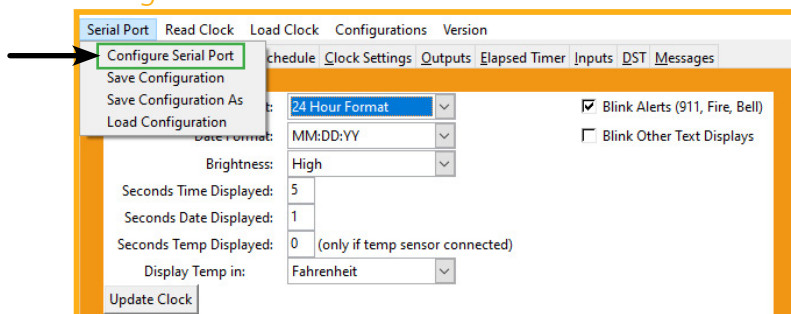 Serial Port Read Clock Load Clock Configurations Version
Configure Serial Port
Clock Settings Outputs Elapsed Timer Inputs DST Messages
Save Configuration
Save Configuration As
Load Configuration
24 Hour Format
Blink Alerts (911, Fire, Bell)
MM:DD:YY
Blink Other Text Displays
Brightness: High
Seconds Time Displayed: 5
Seconds Date Displayed: 1
Seconds Temp Displayed: 0 (only if temp sensor connected)
Display Temp in: Fahrenheit
Update Clock